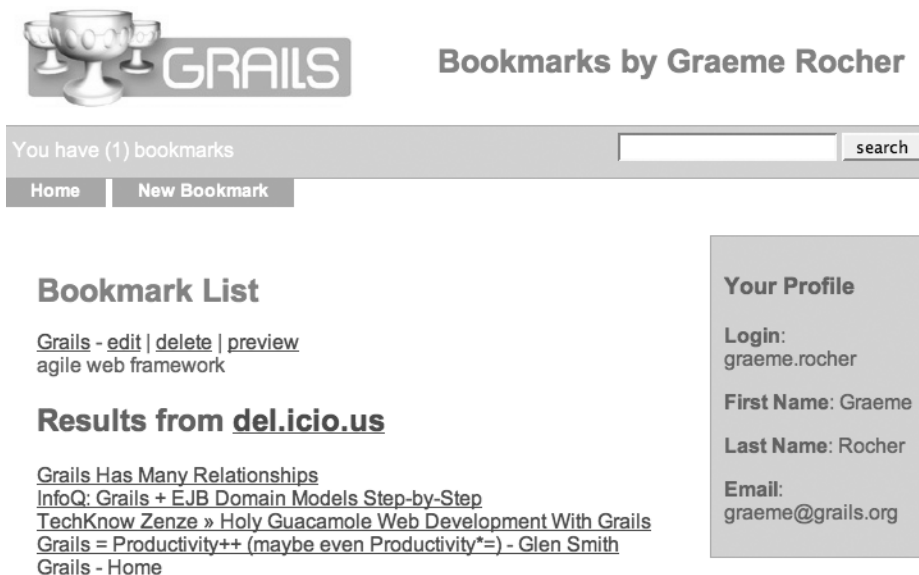 GRAILS
Bookmarks by Graeme Rocher
You have (1) bookmarks
search
Home
New Bookmark
Bookmark List
Grails - edit | delete | preview
agile web framework
Results from del.icio.us
Grails Has Many Relationships
InfoQ: Grails + EJB Domain Models Step-by-Step
TechKnow Zenze » Holy Guacamole Web Development With Grails
Grails = Productivity++ (maybe even Productivity*=) - Glen Smith
Grails - Home
Your Profile
Login:
graeme.rocher
First Name: Graeme
Last Name: Rocher
Email:
graeme@grails.org